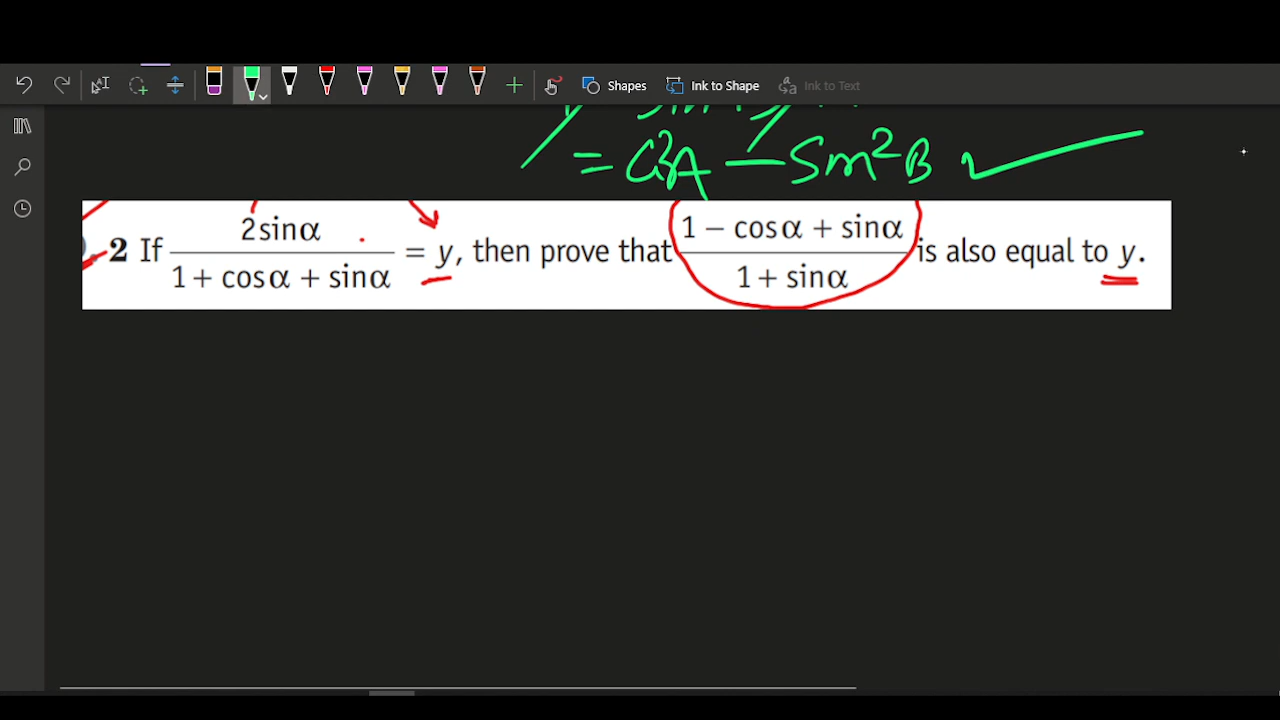 Shapes Ink to Shape Ink to Text
= cos²A — Sin²B
2 If 2sinα / 1 + cosα + sinα = y, then prove that 1 − cosα + sinα / 1 + sinα is also equal to y.